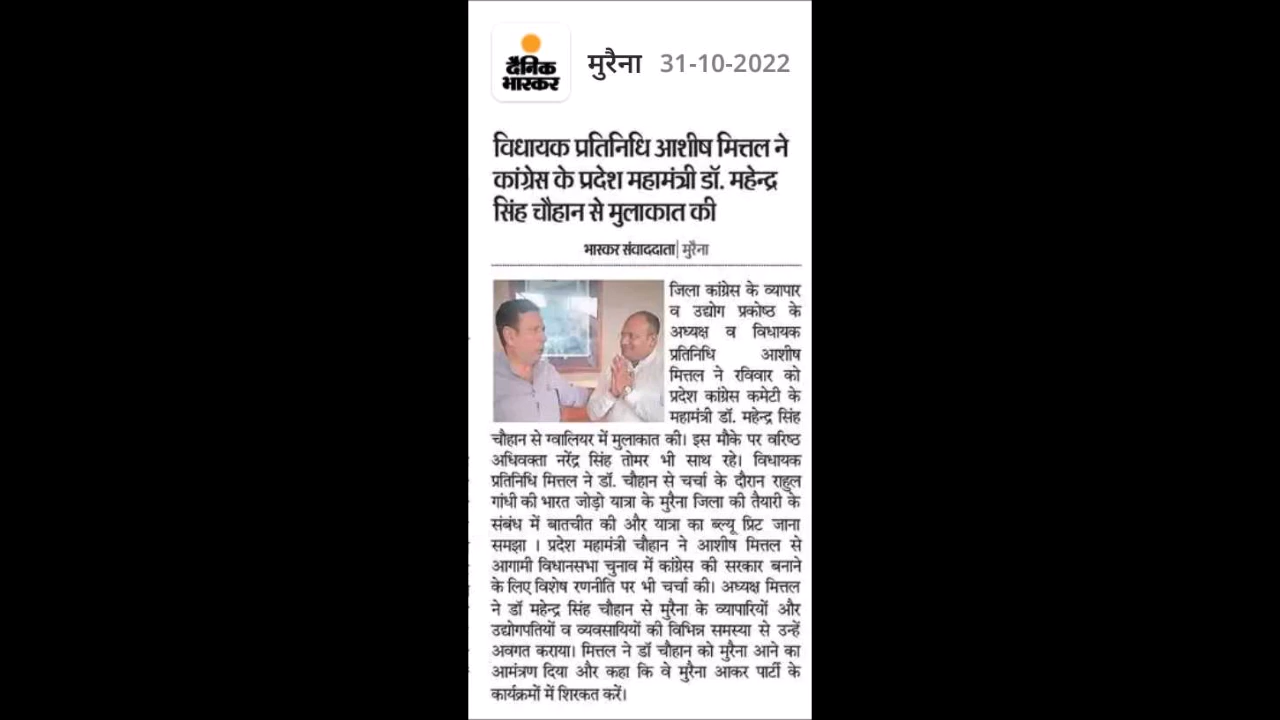 दैनिक
भास्कर
मुरैना 31-10-2022
विधायक प्रतिनिधि आशीष मित्तल ने
कांग्रेस के प्रदेश महामंत्री डॉ. महेन्द्र
सिंह चौहान से मुलाकात की
भास्कर संवाददाता| मुरैना
जिला कांग्रेस के व्यापार
व उद्योग प्रकोष्ठ के
अध्यक्ष व विधायक
प्रतिनिधि आशीष
मित्तल ने रविवार को
प्रदेश कांग्रेस कमेटी के
महामंत्री डॉ. महेन्द्र सिंह
चौहान से ग्वालियर में मुलाकात की। इस मौके पर वरिष्ठ
अधिवक्ता नरेंद्र सिंह तोमर भी साथ रहे। विधायक
प्रतिनिधि मित्तल ने डॉ. चौहान से चर्चा के दौरान राहुल
गांधी की भारत जोड़ो यात्रा के मुरैना जिला की तैयारी के
संबंध में बातचीत की और यात्रा का ब्ल्यू प्रिट जाना
समझा । प्रदेश महामंत्री चौहान ने आशीष मित्तल से
आगामी विधानसभा चुनाव में कांग्रेस की सरकार बनाने
के लिए विशेष रणनीति पर भी चर्चा की। अध्यक्ष मित्तल
ने डॉ महेन्द्र सिंह चौहान से मुरैना के व्यापारियों और
उद्योगपतियों व व्यवसायियों की विभिन्न समस्या से उन्हें
अवगत कराया। मित्तल ने डॉ चौहान को मुरैना आने का
आमंत्रण दिया और कहा कि वे मुरैना आकर पार्टी के
कार्यक्रमों में शिरकत करें।